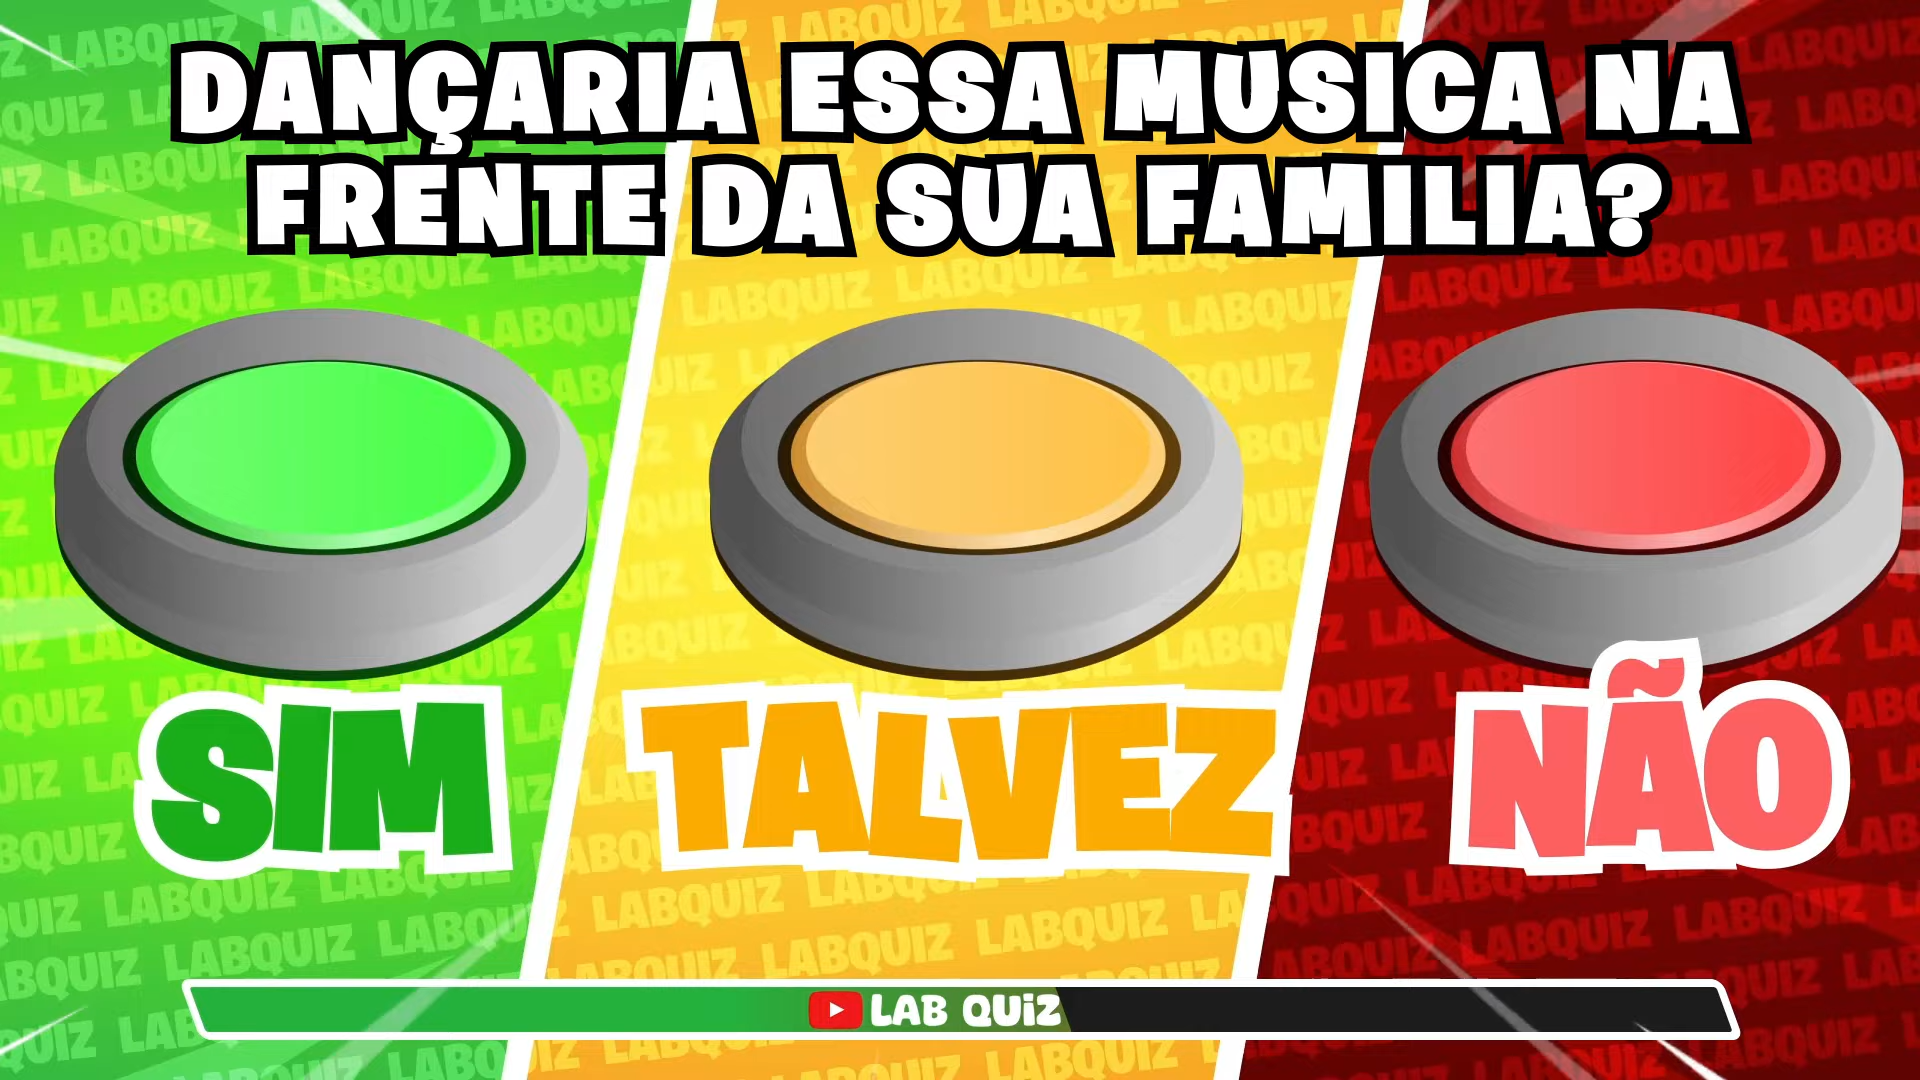 DANÇARIA ESSA MUSICA NA
FRENTE DA SUA FAMILIA?
SIM
TALVEZ
NÃO
LAB QUiZ